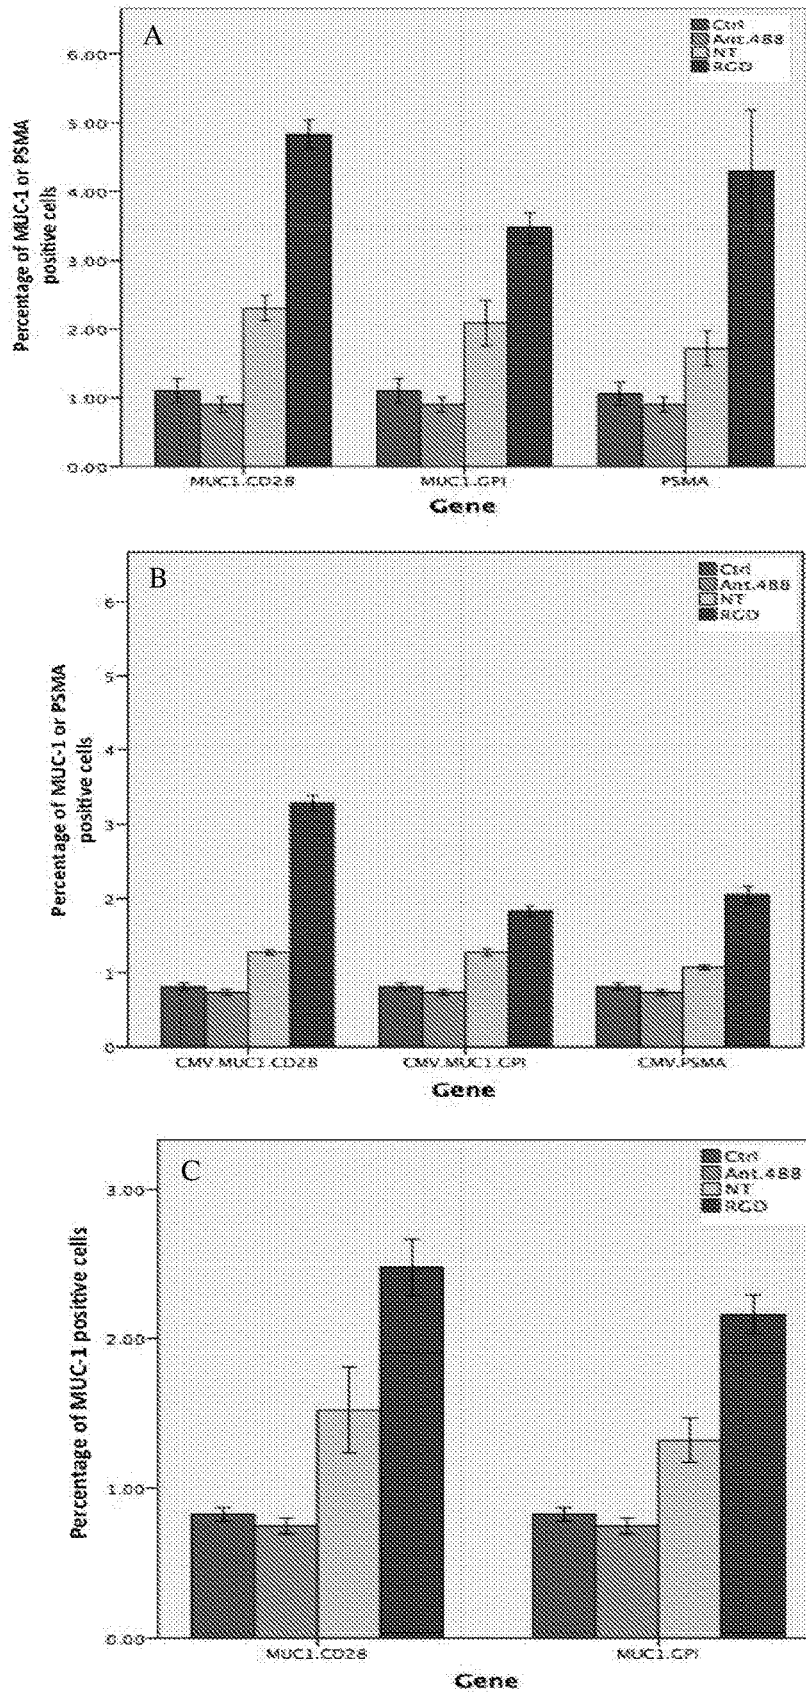 A
Ctrl
Ant.488
NT
RGD
Percentage of MUC-1 or PSMA
positive cells
6.00
5.00
4.00
3.00
2.00
1.00
0.00
MUC1.CD28
MUC1.GPI
PSMA
Gene
B
Ctrl
Ant.488
NT
RGD
Percentage of MUC-1 or PSMA
positive cells
6
5
4
3
2
1
0
CMV.MUC1.CD28
CMV.MUC1.GPI
CMV.PSMA
Gene
C
Ctrl
Ant.488
NT
RGD
Percentage of MUC-1 positive cells
3.00
2.00
1.00
0.00
MUC1.CD28
MUC1.GPI
Gene